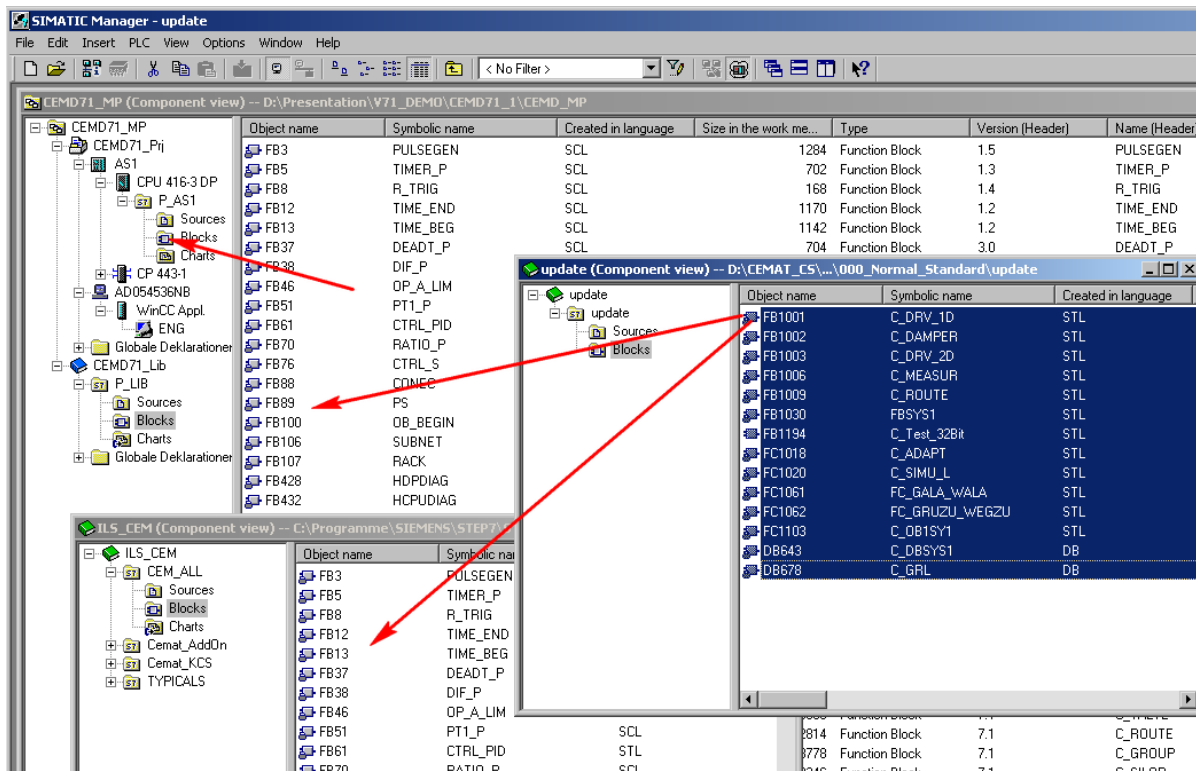 SIMATIC Manager - update
File Edit Insert PLC View Options Window Help
< No Filter >
CEMD71_MP (Component view) -- D:\Presentation\V71_DEMO\CEMD71_1\CEMD_MP
CEMD71_MP
CEMD71_Prj
AS1
CPU 416-3 DP
P_AS1
Sources
Blocks
Charts
CP 443-1
AD054536NB
WinCC Appl.
ENG
Globale Deklarationer
CEMD71_Lib
P_LIB
Sources
Blocks
Charts
Globale Deklarationer
Object name Symbolic name Created in language Size in the work me... Type Version (Header) Name (Header
FB3 PULSEGEN SCL 1284 Function Block 1.5 PULSEGEN
FB5 TIMER_P SCL 702 Function Block 1.3 TIMER_P
FB8 R_TRIG SCL 168 Function Block 1.4 R_TRIG
FB12 TIME_END SCL 1170 Function Block 1.2 TIME_END
FB13 TIME_BEG SCL 1142 Function Block 1.2 TIME_BEG
FB37 DEADT_P SCL 704 Function Block 3.0 DEADT_P
FB38 DIF_P
FB46 OP_A_LIM
FB51 PT1_P
FB61 CTRL_PID
FB70 RATIO_P
FB76 CTRL_S
FB88 CONEC
FB89 PS
FB100 OB_BEGIN
FB106 SUBNET
FB107 RACK
FB428 HDPDIAG
FB432 HCPUDIAG
update (Component view) -- D:\CEMAT_CS\...\000_Normal_Standard\update
update
update
Sources
Blocks
Object name Symbolic name Created in language
FB1001 C_DRV_1D STL
FB1002 C_DAMPER STL
FB1003 C_DRV_2D STL
FB1006 C_MEASUR STL
FB1009 C_ROUTE STL
FB1030 FBSYS1 STL
FB1194 C_Test_32Bit STL
FC1018 C_ADAPT STL
FC1020 C_SIMU_L STL
FC1061 FC_GALA_WALA STL
FC1062 FC_GRUZU_WEGZU STL
FC1103 C_OB1SY1 STL
DB643 C_DBSYS1 DB
DB678 C_GRL DB
ILS_CEM (Component view) -- C:\Programme\SIEMENS\STEP7\
ILS_CEM
CEM_ALL
Sources
Blocks
Charts
Cemat_AddOn
Cemat_KCS
TYPICALS
Object name Symbolic nam
FB3 PULSEGEN
FB5 TIMER_P
FB8 R_TRIG
FB12 TIME_END
FB13 TIME_BEG
FB37 DEADT_P
FB38 DIF_P
FB46 OP_A_LIM
FB51 PT1_P SCL
FB61 CTRL_PID STL
FB70 RATIO_P SCL
2814 Function Block 7.1 C_ROUTE
3778 Function Block 7.1 C_GROUP